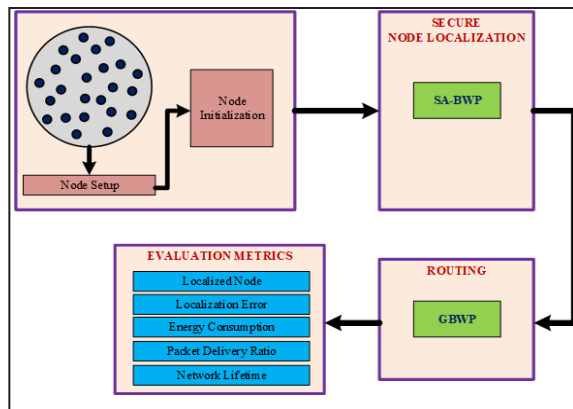 Node Setup
Node
Initialization
SECURE
NODE LOCALIZATION
SA-BWP
ROUTING
GBWP
EVALUATION METRICS
Localized Node
Localization Error
Energy Consumption
Packet Delivery Ratio
Network Lifetime